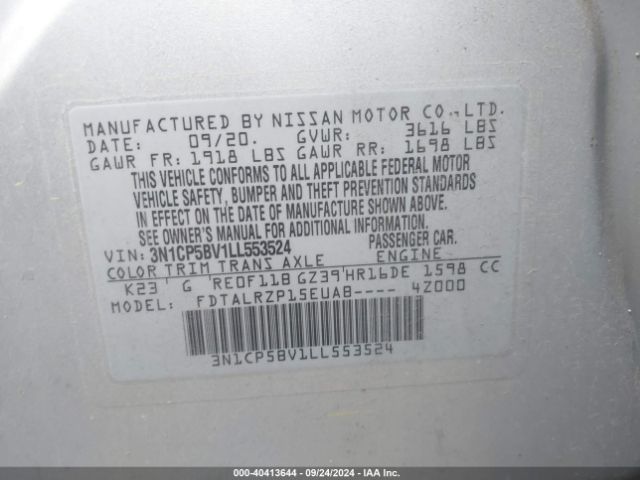 MANUFACTURED BY NISSAN MOTOR CO.,LTD.
DATE: 09/20. GVWR: 3616 LBS
GAWR FR: 1918 LBS GAWR RR: 1698 LBS
THIS VEHICLE CONFORMS TO ALL APPLICABLE FEDERAL MOTOR
VEHICLE SAFETY, BUMPER AND THEFT PREVENTION STANDARDS
IN EFFECT ON THE DATE OF MANUFACTURE SHOWN ABOVE.
SEE OWNER'S MANUAL FOR ADDITIONAL INFORMATION.
VIN: 3N1CP5BV1LL553524 PASSENGER CAR.
COLOR TRIM TRANS AXLE ENGINE
K23 G RE0F11B GZ39 HR16DE 1598 CC
MODEL: FDTALRZP15EUAB---- 4Z000
3N1CP5BV1LL553524
000-40413644 - 09/24/2024 - IAA Inc.